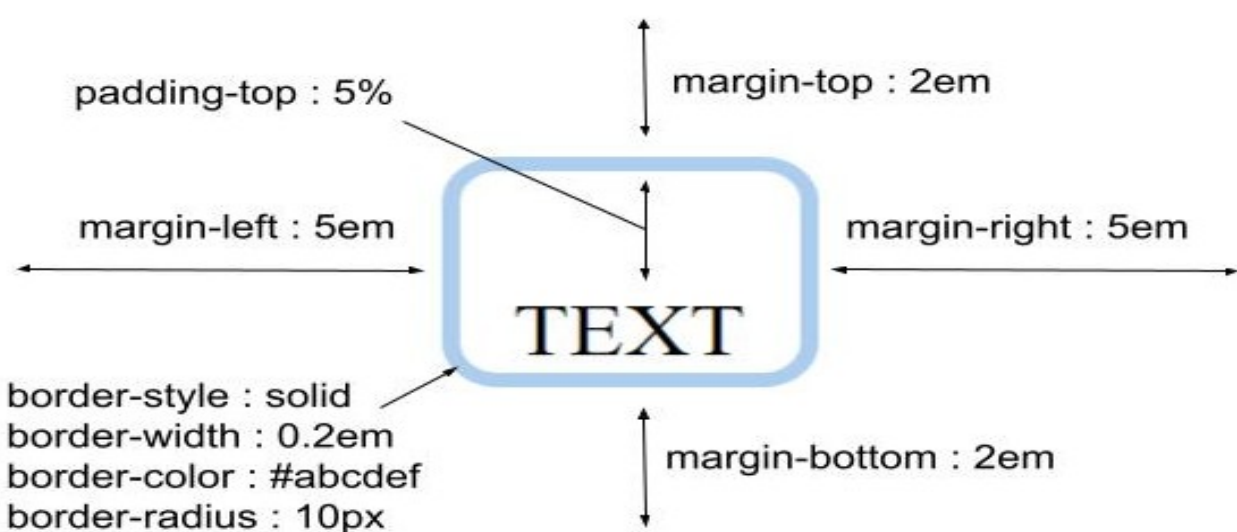 margin-top : 2em
padding-top : 5%
margin-left : 5em
margin-right : 5em
TEXT
border-style : solid
border-width : 0.2em
border-color : #abcdef
border-radius : 10px
margin-bottom : 2em